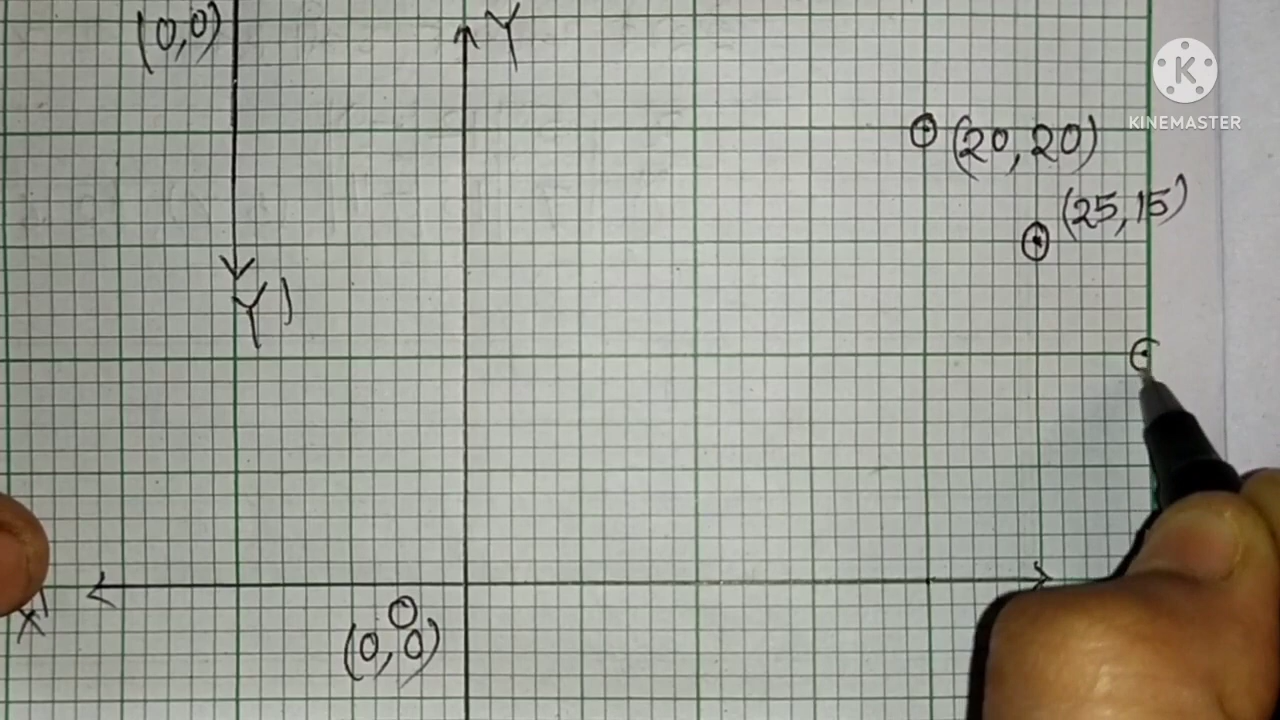 (0,0)
Y
KINEMASTER
(20,20)
(25,15)
Y'
X'
O
(0,0)